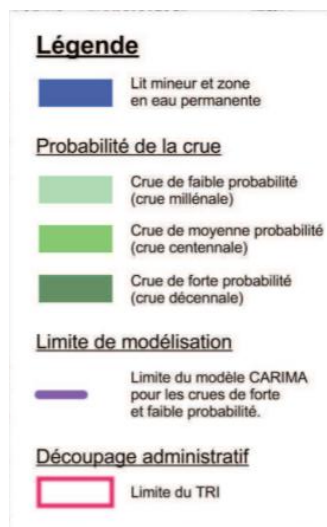 Légende
Lit mineur et zone
en eau permanente
Probabilité de la crue
Crue de faible probabilité
(crue millénale)
Crue de moyenne probabilité
(crue centennale)
Crue de forte probabilité
(crue décennale)
Limite de modélisation
Limite du modèle CARIMA
pour les crues de forte
et faible probabilité.
Découpage administratif
Limite du TRI